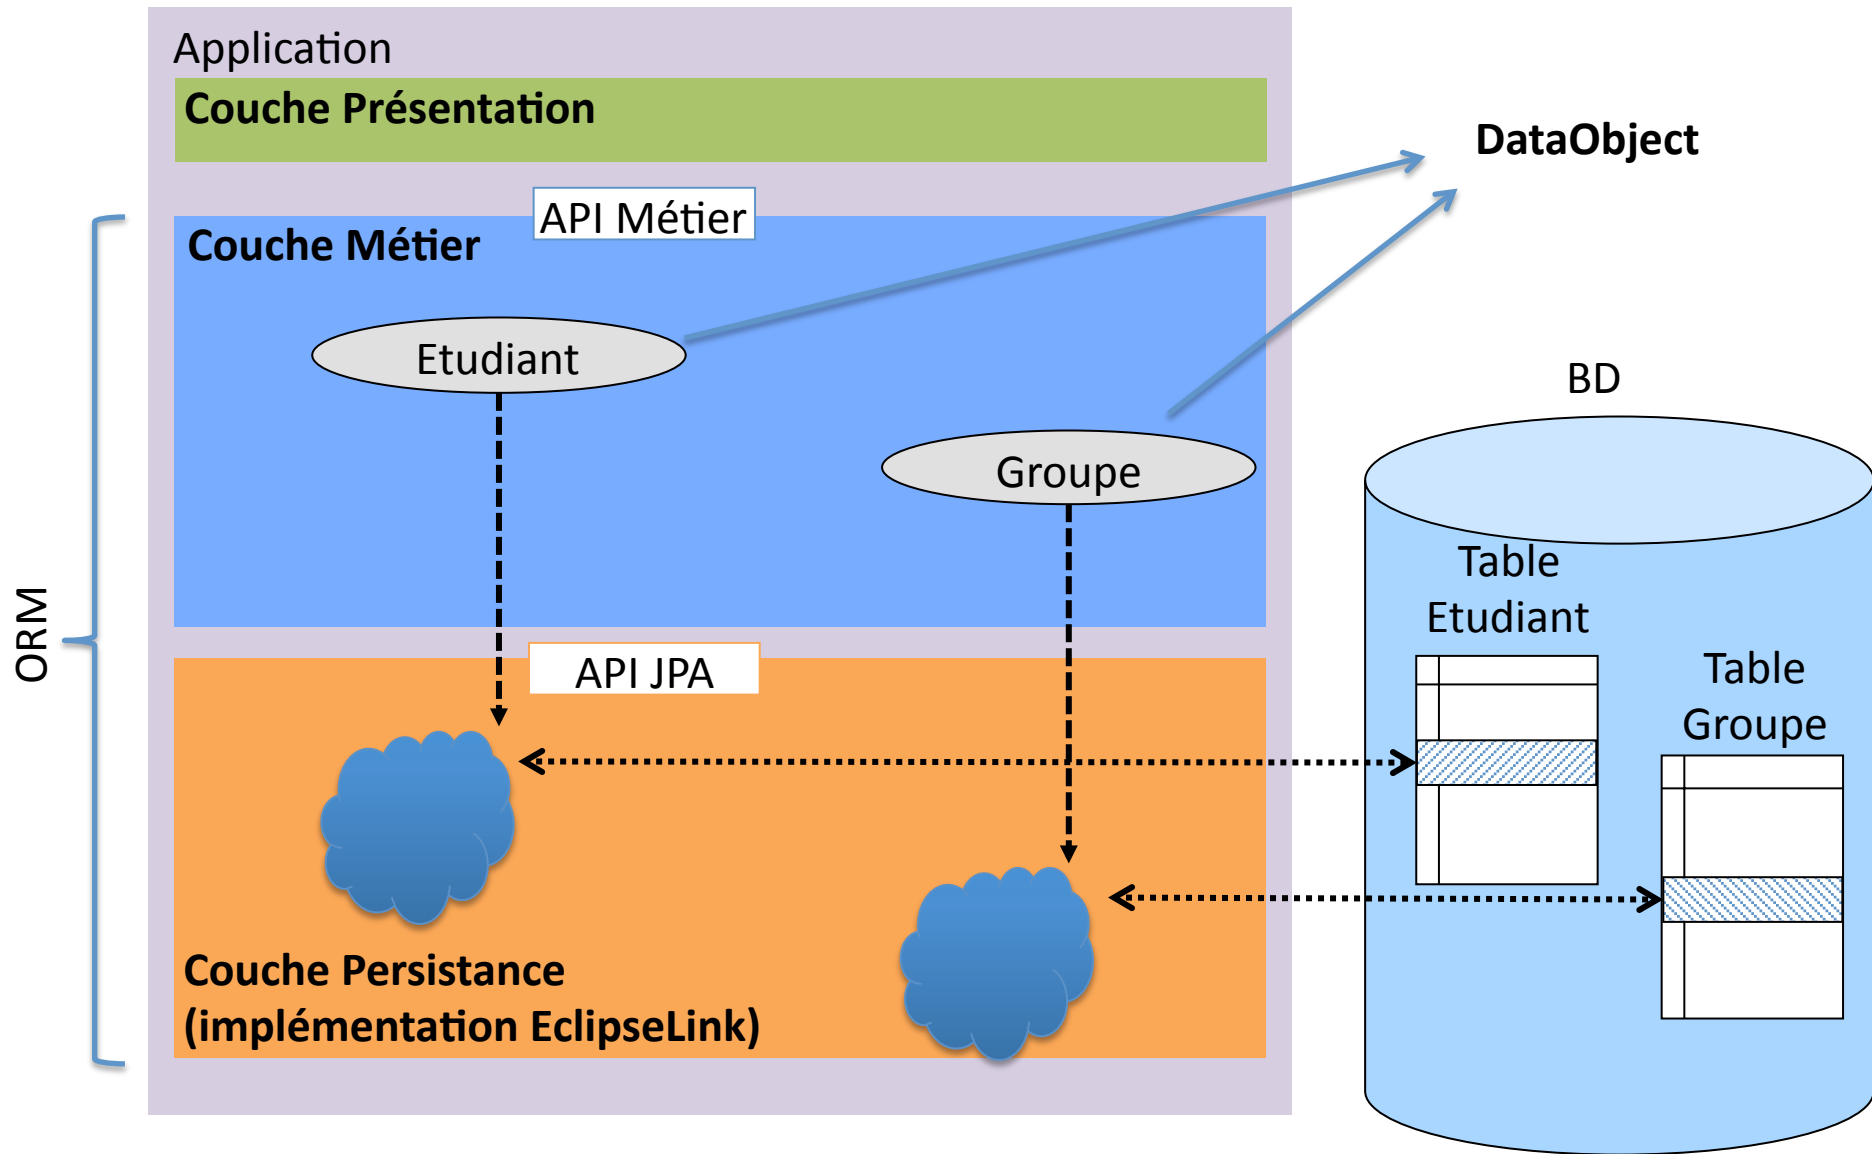 Application
Couche Présentation
DataObject
API Métier
Couche Métier
Etudiant
BD
Groupe
Table
Etudiant
ORM
API JPA
Table
Groupe
Couche Persistance
(implémentation EclipseLink)